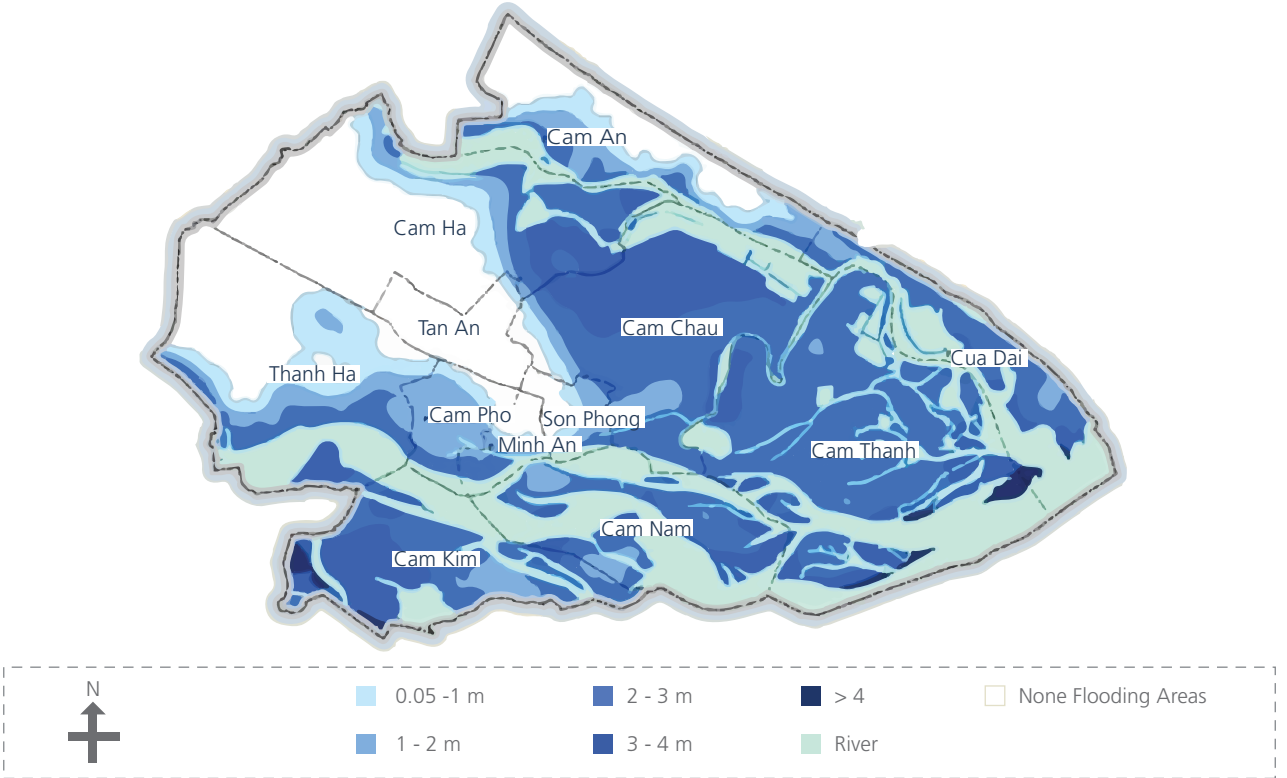 Cam An
Cam Ha
Tan An
Cam Chau
Cua Dai
Thanh Ha
Cam Pho
Son Phong
Minh An
Cam Thanh
Cam Nam
Cam Kim
N
0.05 -1 m
2 - 3 m
> 4
None Flooding Areas
1 - 2 m
3 - 4 m
River